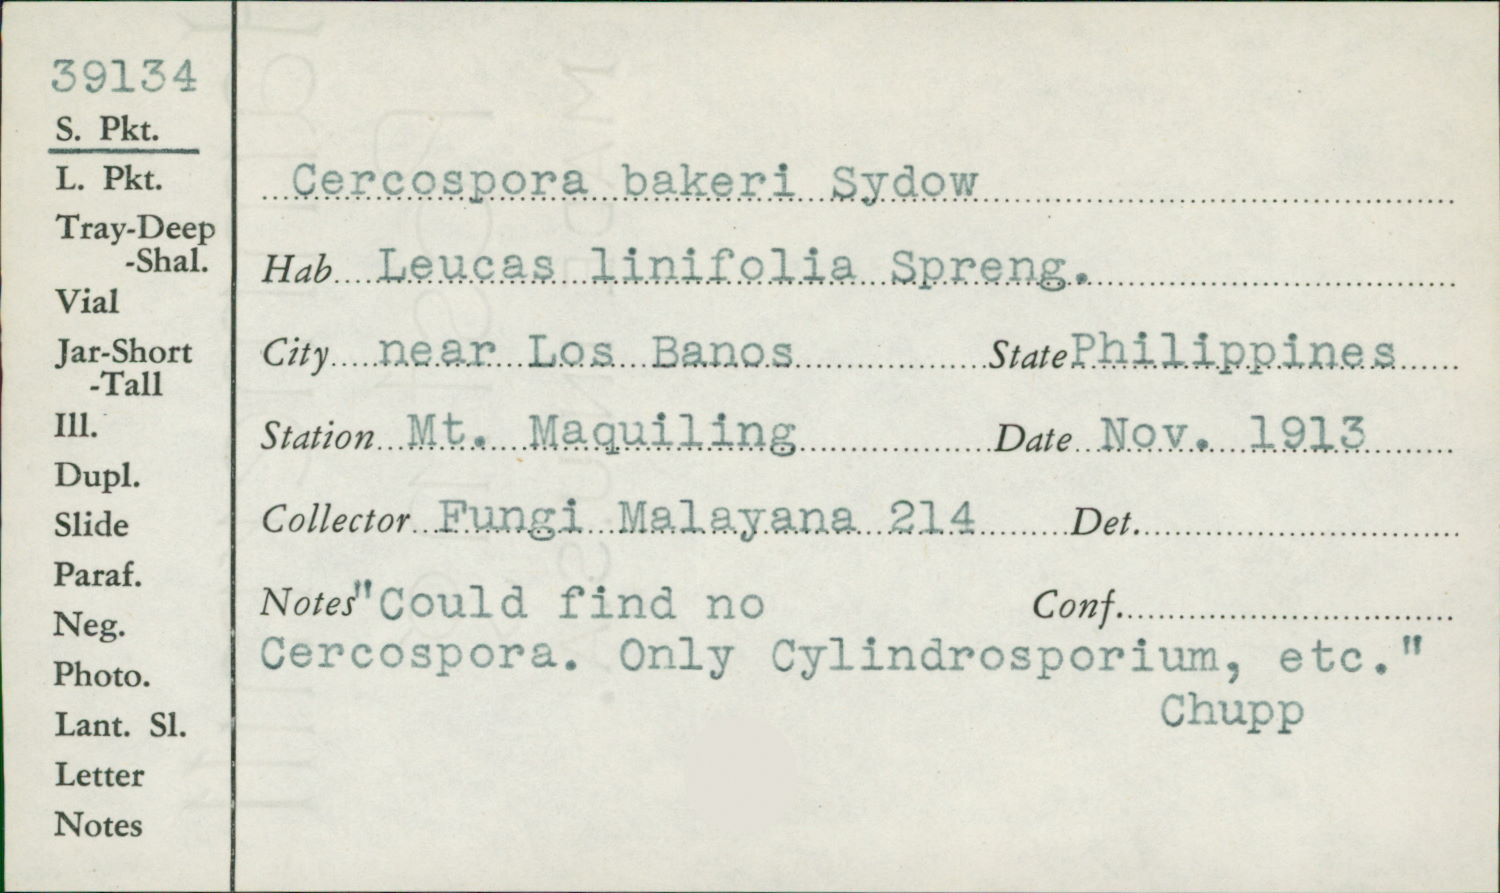 39134
S. Pkt.
L. Pkt.
Tray-Deep
-Shal.
Vial
Jar-Short
-Tall
Ill.
Dupl.
Slide
Paraf.
Neg.
Photo.
Lant. Sl.
Letter
Notes
Cercospora bakeri Sydow
Hab Leucas linifolia Spreng.
City near Los Banos State Philippines
Station Mt. Maquiling Date Nov. 1913
Collector Fungi Malayana 214 Det.
Notes "Could find no Conf.
Cercospora. Only Cylindrosporium, etc."
Chupp